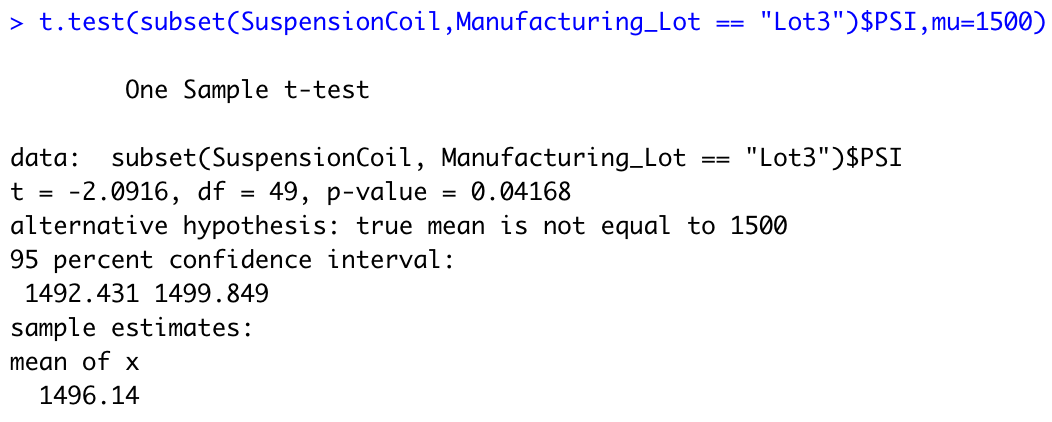 > t.test(subset(SuspensionCoil,Manufacturing_Lot == "Lot3")$PSI,mu=1500)
One Sample t-test
data:  subset(SuspensionCoil, Manufacturing_Lot == "Lot3")$PSI
t = -2.0916, df = 49, p-value = 0.04168
alternative hypothesis: true mean is not equal to 1500
95 percent confidence interval:
 1492.431 1499.849
sample estimates:
mean of x
  1496.14